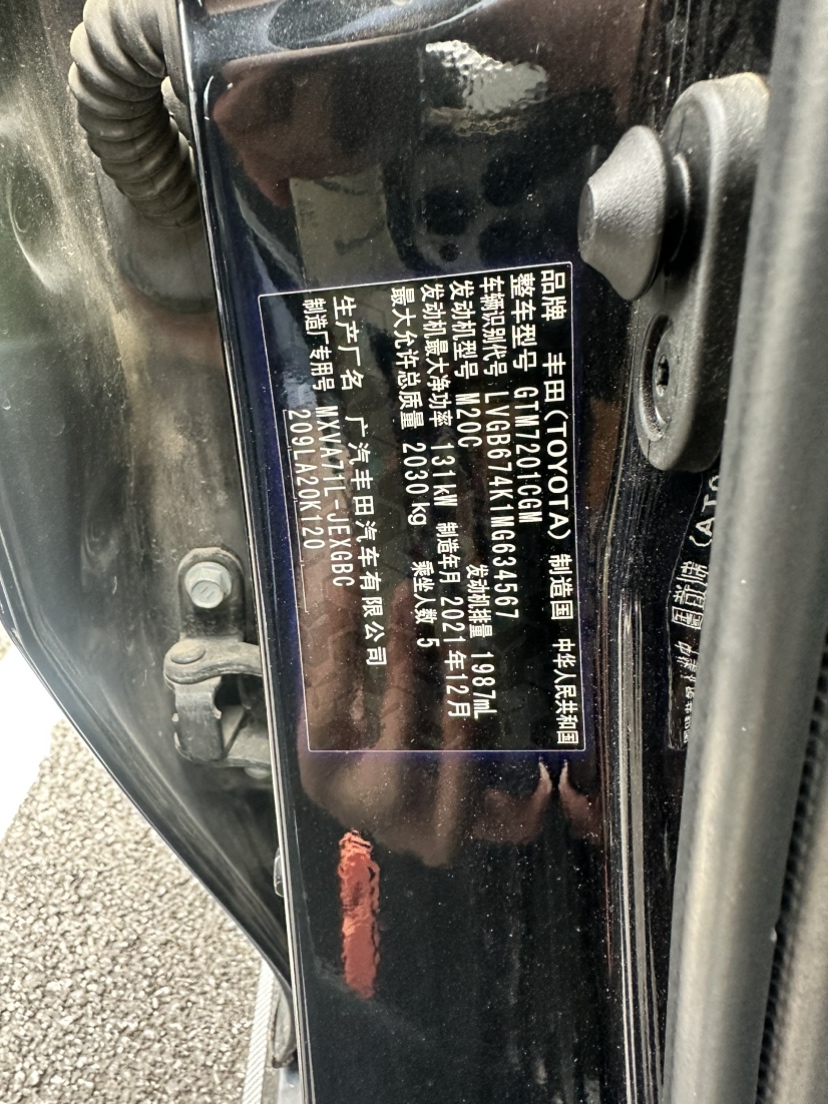 品牌 丰田(TOYOTA) 制造国 中华人民共和国
整车型号 GTM7201CGM
车辆识别代号 LVGB674K1MG634567
发动机型号 M20C 发动机排量 1987mL
发动机最大净功率 131kW 制造年月 2021年12月
最大允许总质量 2030kg 乘坐人数 5
生产厂名 广汽丰田汽车有限公司
制造厂专用号 MXVA71L-JEXGBC
209LA20K120